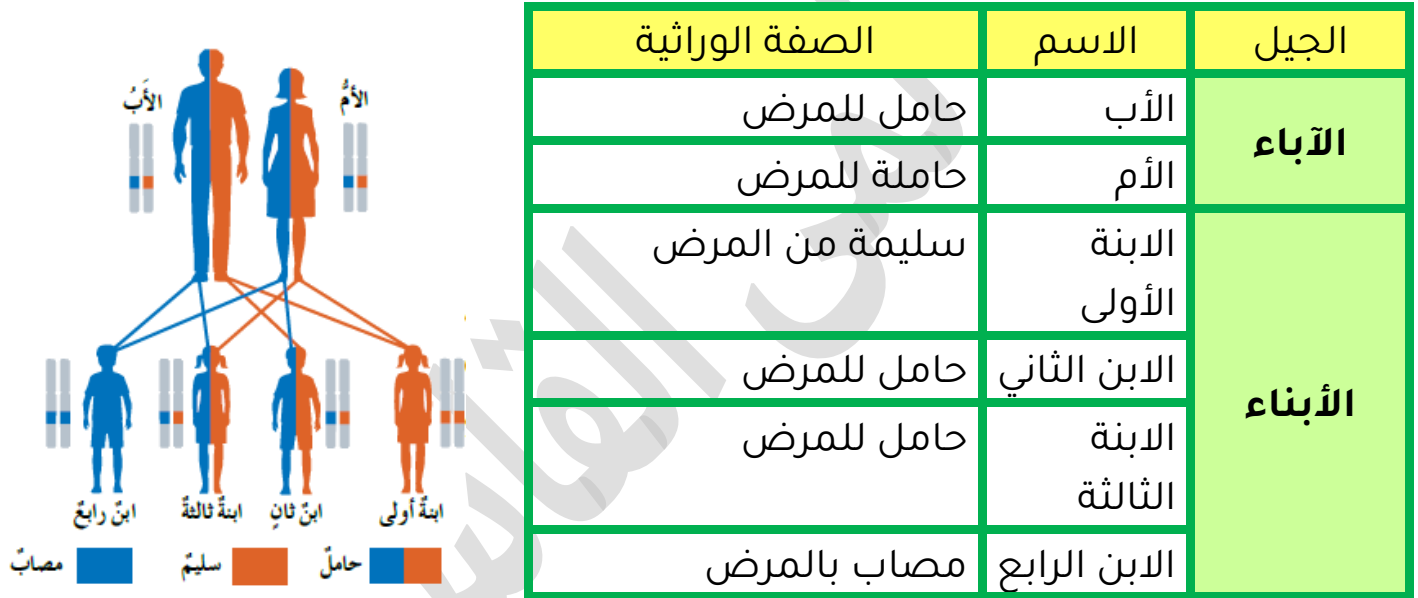 الجيل الاسم الصفة الوراثية
الآباء الأب حامل للمرض
الأم حاملة للمرض
الأبناء الابنة الأولى سليمة من المرض
الابن الثاني حامل للمرض
الابنة الثالثة حامل للمرض
الابن الرابع مصاب بالمرض
الأمُّ الأَبُ
ابنةٌ أولى ابنٌ ثانٍ ابنةٌ ثالثةٌ ابنٌ رابعٌ
حاملٌ سليمٌ مصابٌ